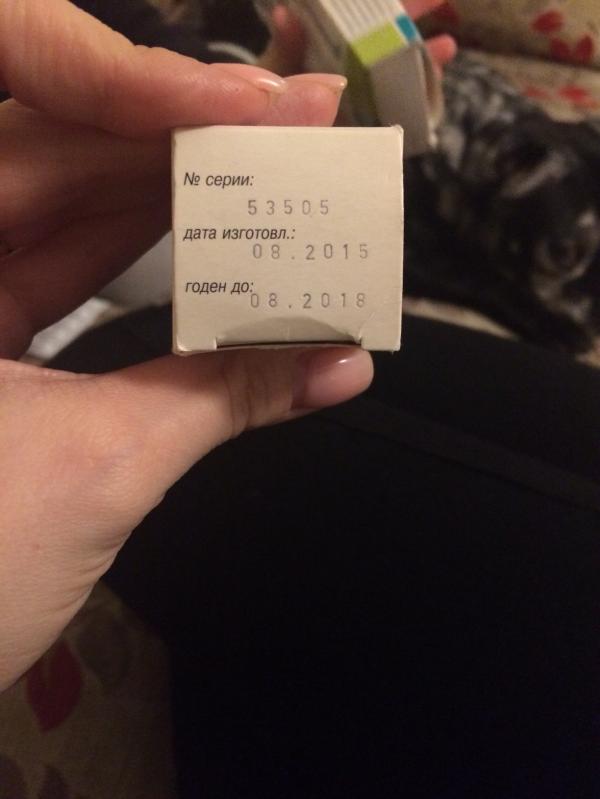 № серии:
53505
дата изготовл.:
08.2015
годен до:
08.2018